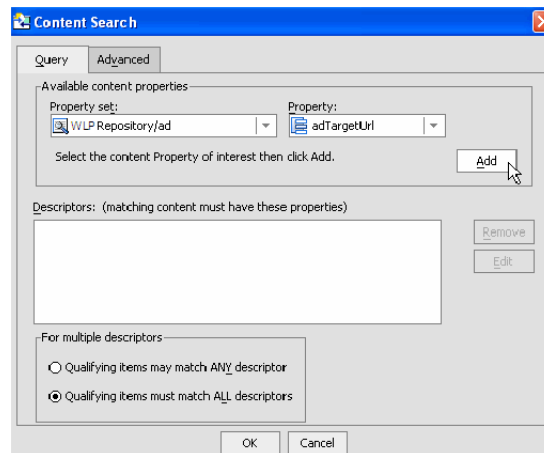 Content Search
Query Advanced
Available content properties
Property set: Property:
WLP Repository/ad adTargetUrl
Select the content Property of interest then click Add.
Add
Descriptors: (matching content must have these properties)
Remove
Edit
For multiple descriptors
Qualifying items may match ANY descriptor
Qualifying items must match ALL descriptors
OK Cancel